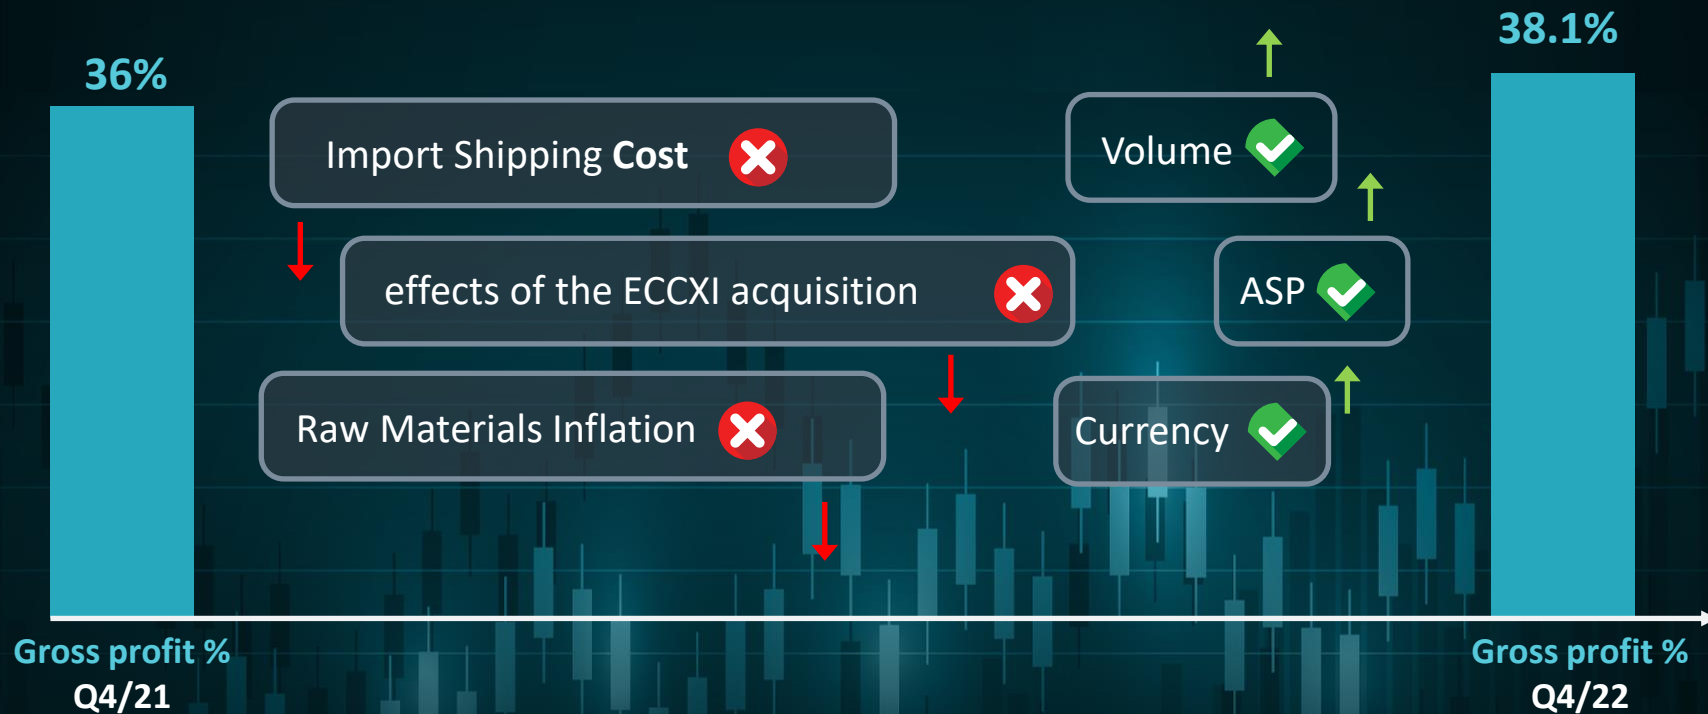 36%
38.1%
Import Shipping Cost
Volume
effects of the ECCXI acquisition
ASP
Raw Materials Inflation
Currency
Gross profit %
Q4/21
Gross profit %
Q4/22